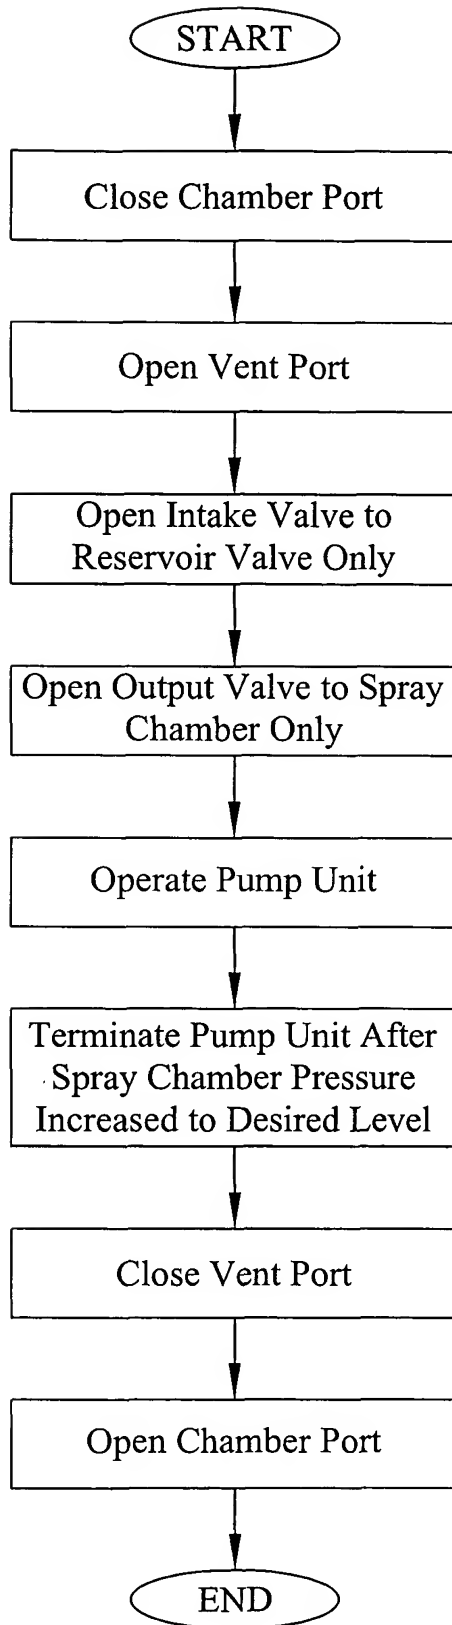 START
Close Chamber Port
Open Vent Port
Open Intake Valve to
Reservoir Valve Only
Open Output Valve to Spray
Chamber Only
Operate Pump Unit
Terminate Pump Unit After
Spray Chamber Pressure
Increased to Desired Level
Close Vent Port
Open Chamber Port
END